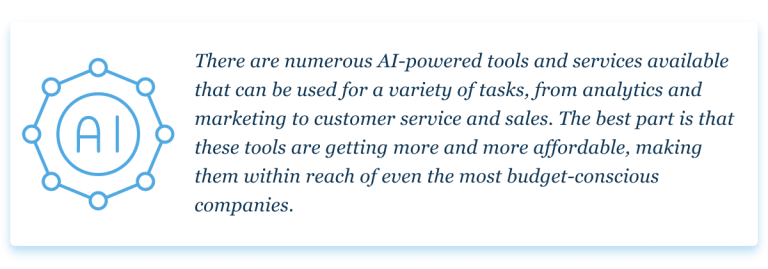 AI
There are numerous AI-powered tools and services available
that can be used for a variety of tasks, from analytics and
marketing to customer service and sales. The best part is that
these tools are getting more and more affordable, making
them within reach of even the most budget-conscious
companies.